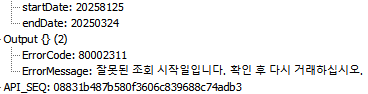 startDate: 20258125
endDate: 20250324
Output {} (2)
ErrorCode: 80002311
ErrorMessage: 잘못된 조회 시작일입니다. 확인 후 다시 거래하십시오.
API_SEQ: 08831b487b580f3606c839688c74adb3